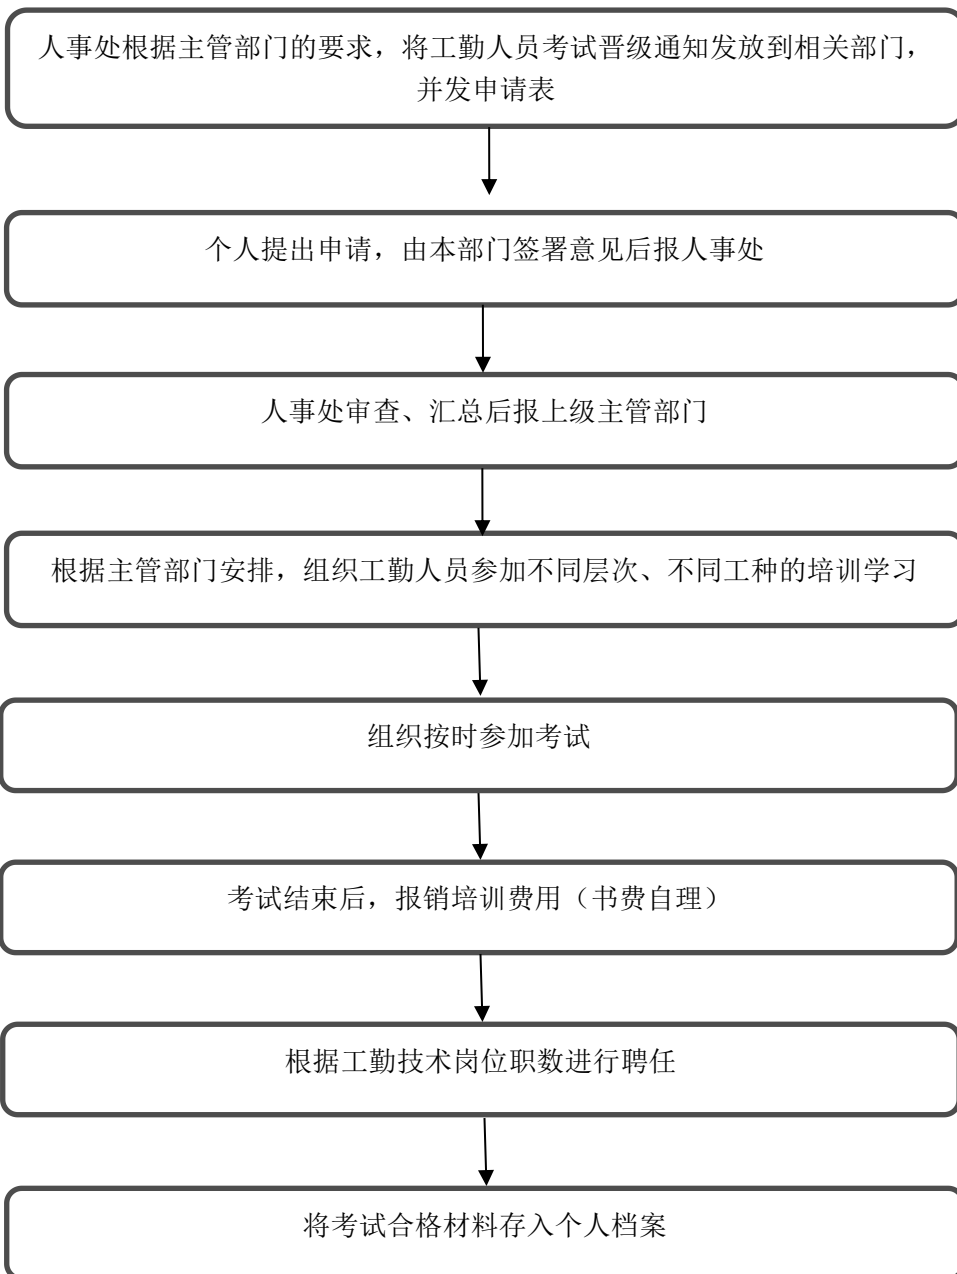 人事处根据主管部门的要求，将工勤人员考试晋级通知发放到相关部门，
并发申请表
个人提出申请，由本部门签署意见后报人事处
人事处审查、汇总后报上级主管部门
根据主管部门安排，组织工勤人员参加不同层次、不同工种的培训学习
组织按时参加考试
考试结束后，报销培训费用（书费自理）
根据工勤技术岗位职数进行聘任
将考试合格材料存入个人档案